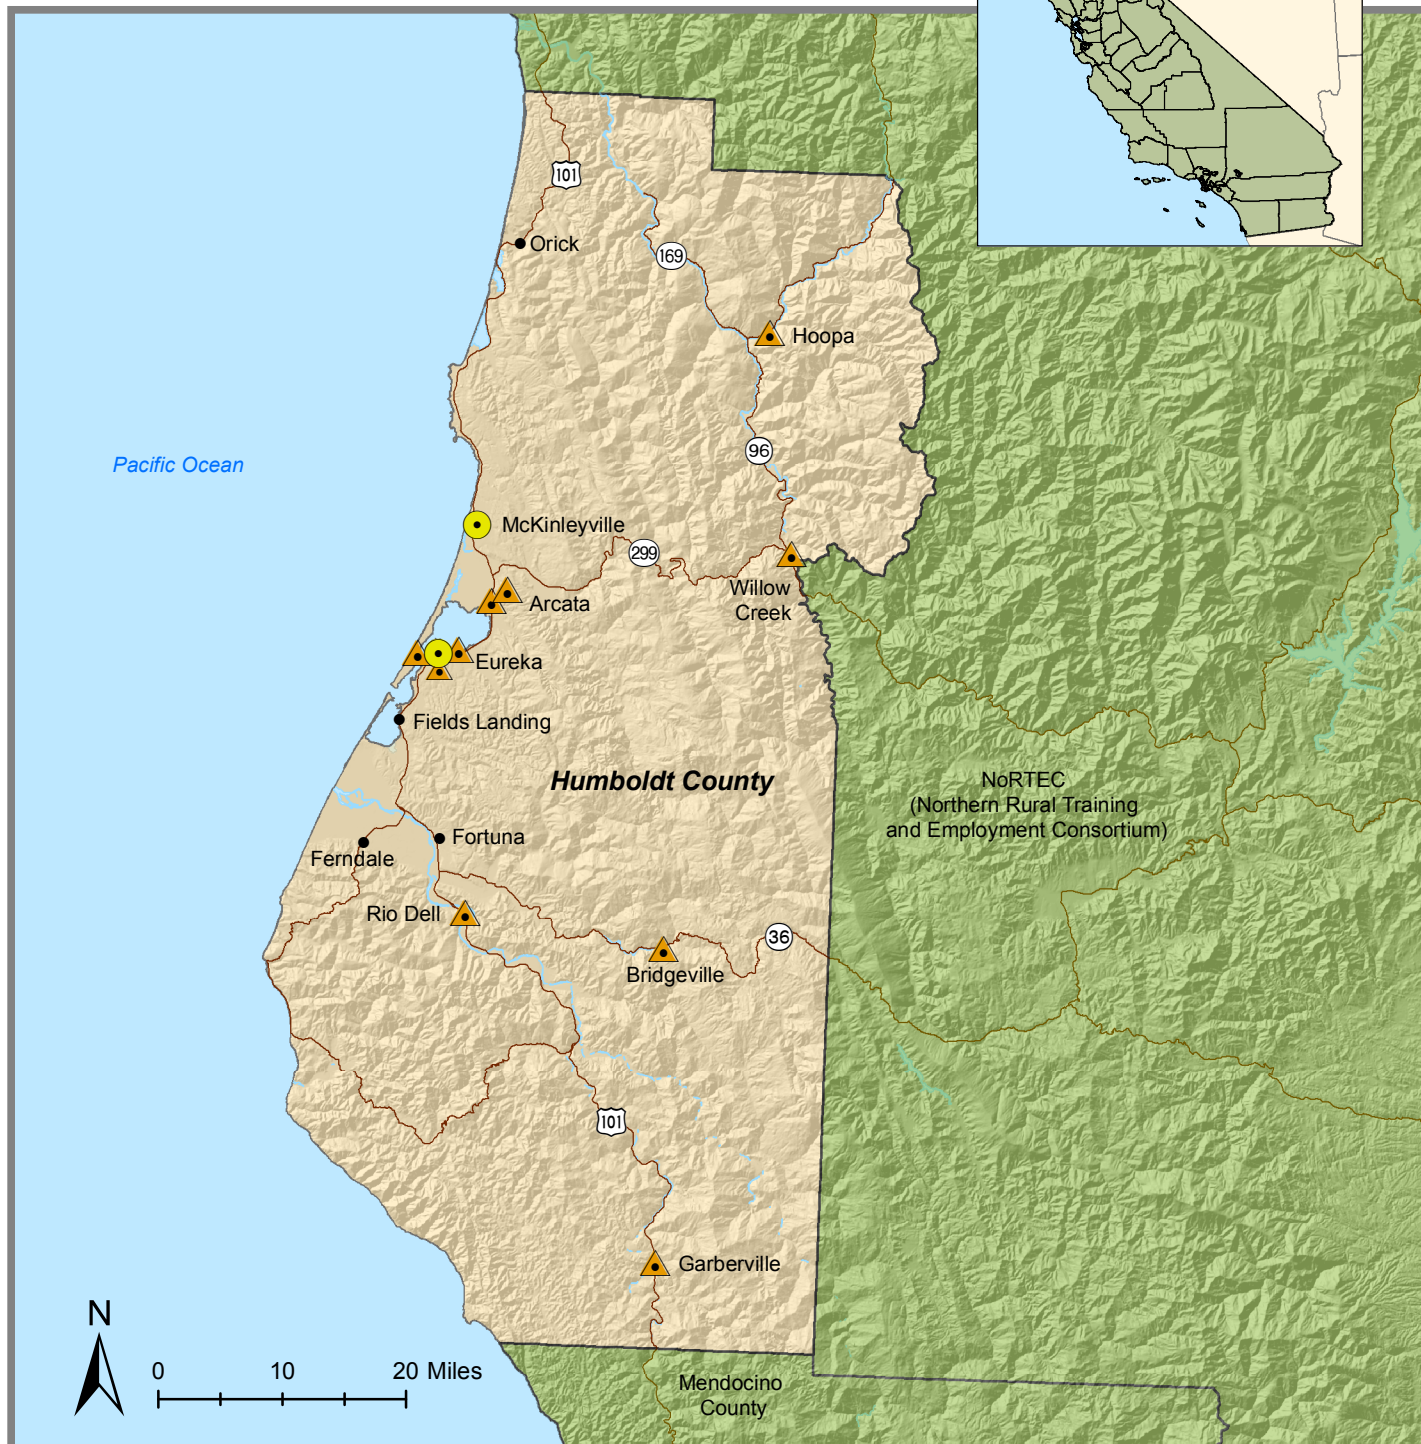 101
Orick
169
Hoopa
96
Pacific Ocean
McKinleyville
299
Willow
Creek
Arcata
Eureka
Fields Landing
Humboldt County
NoRTEC
(Northern Rural Training
and Employment Consortium)
Fortuna
Ferndale
Rio Dell
36
Bridgeville
101
Garberville
N
0 10 20 Miles
Mendocino
County